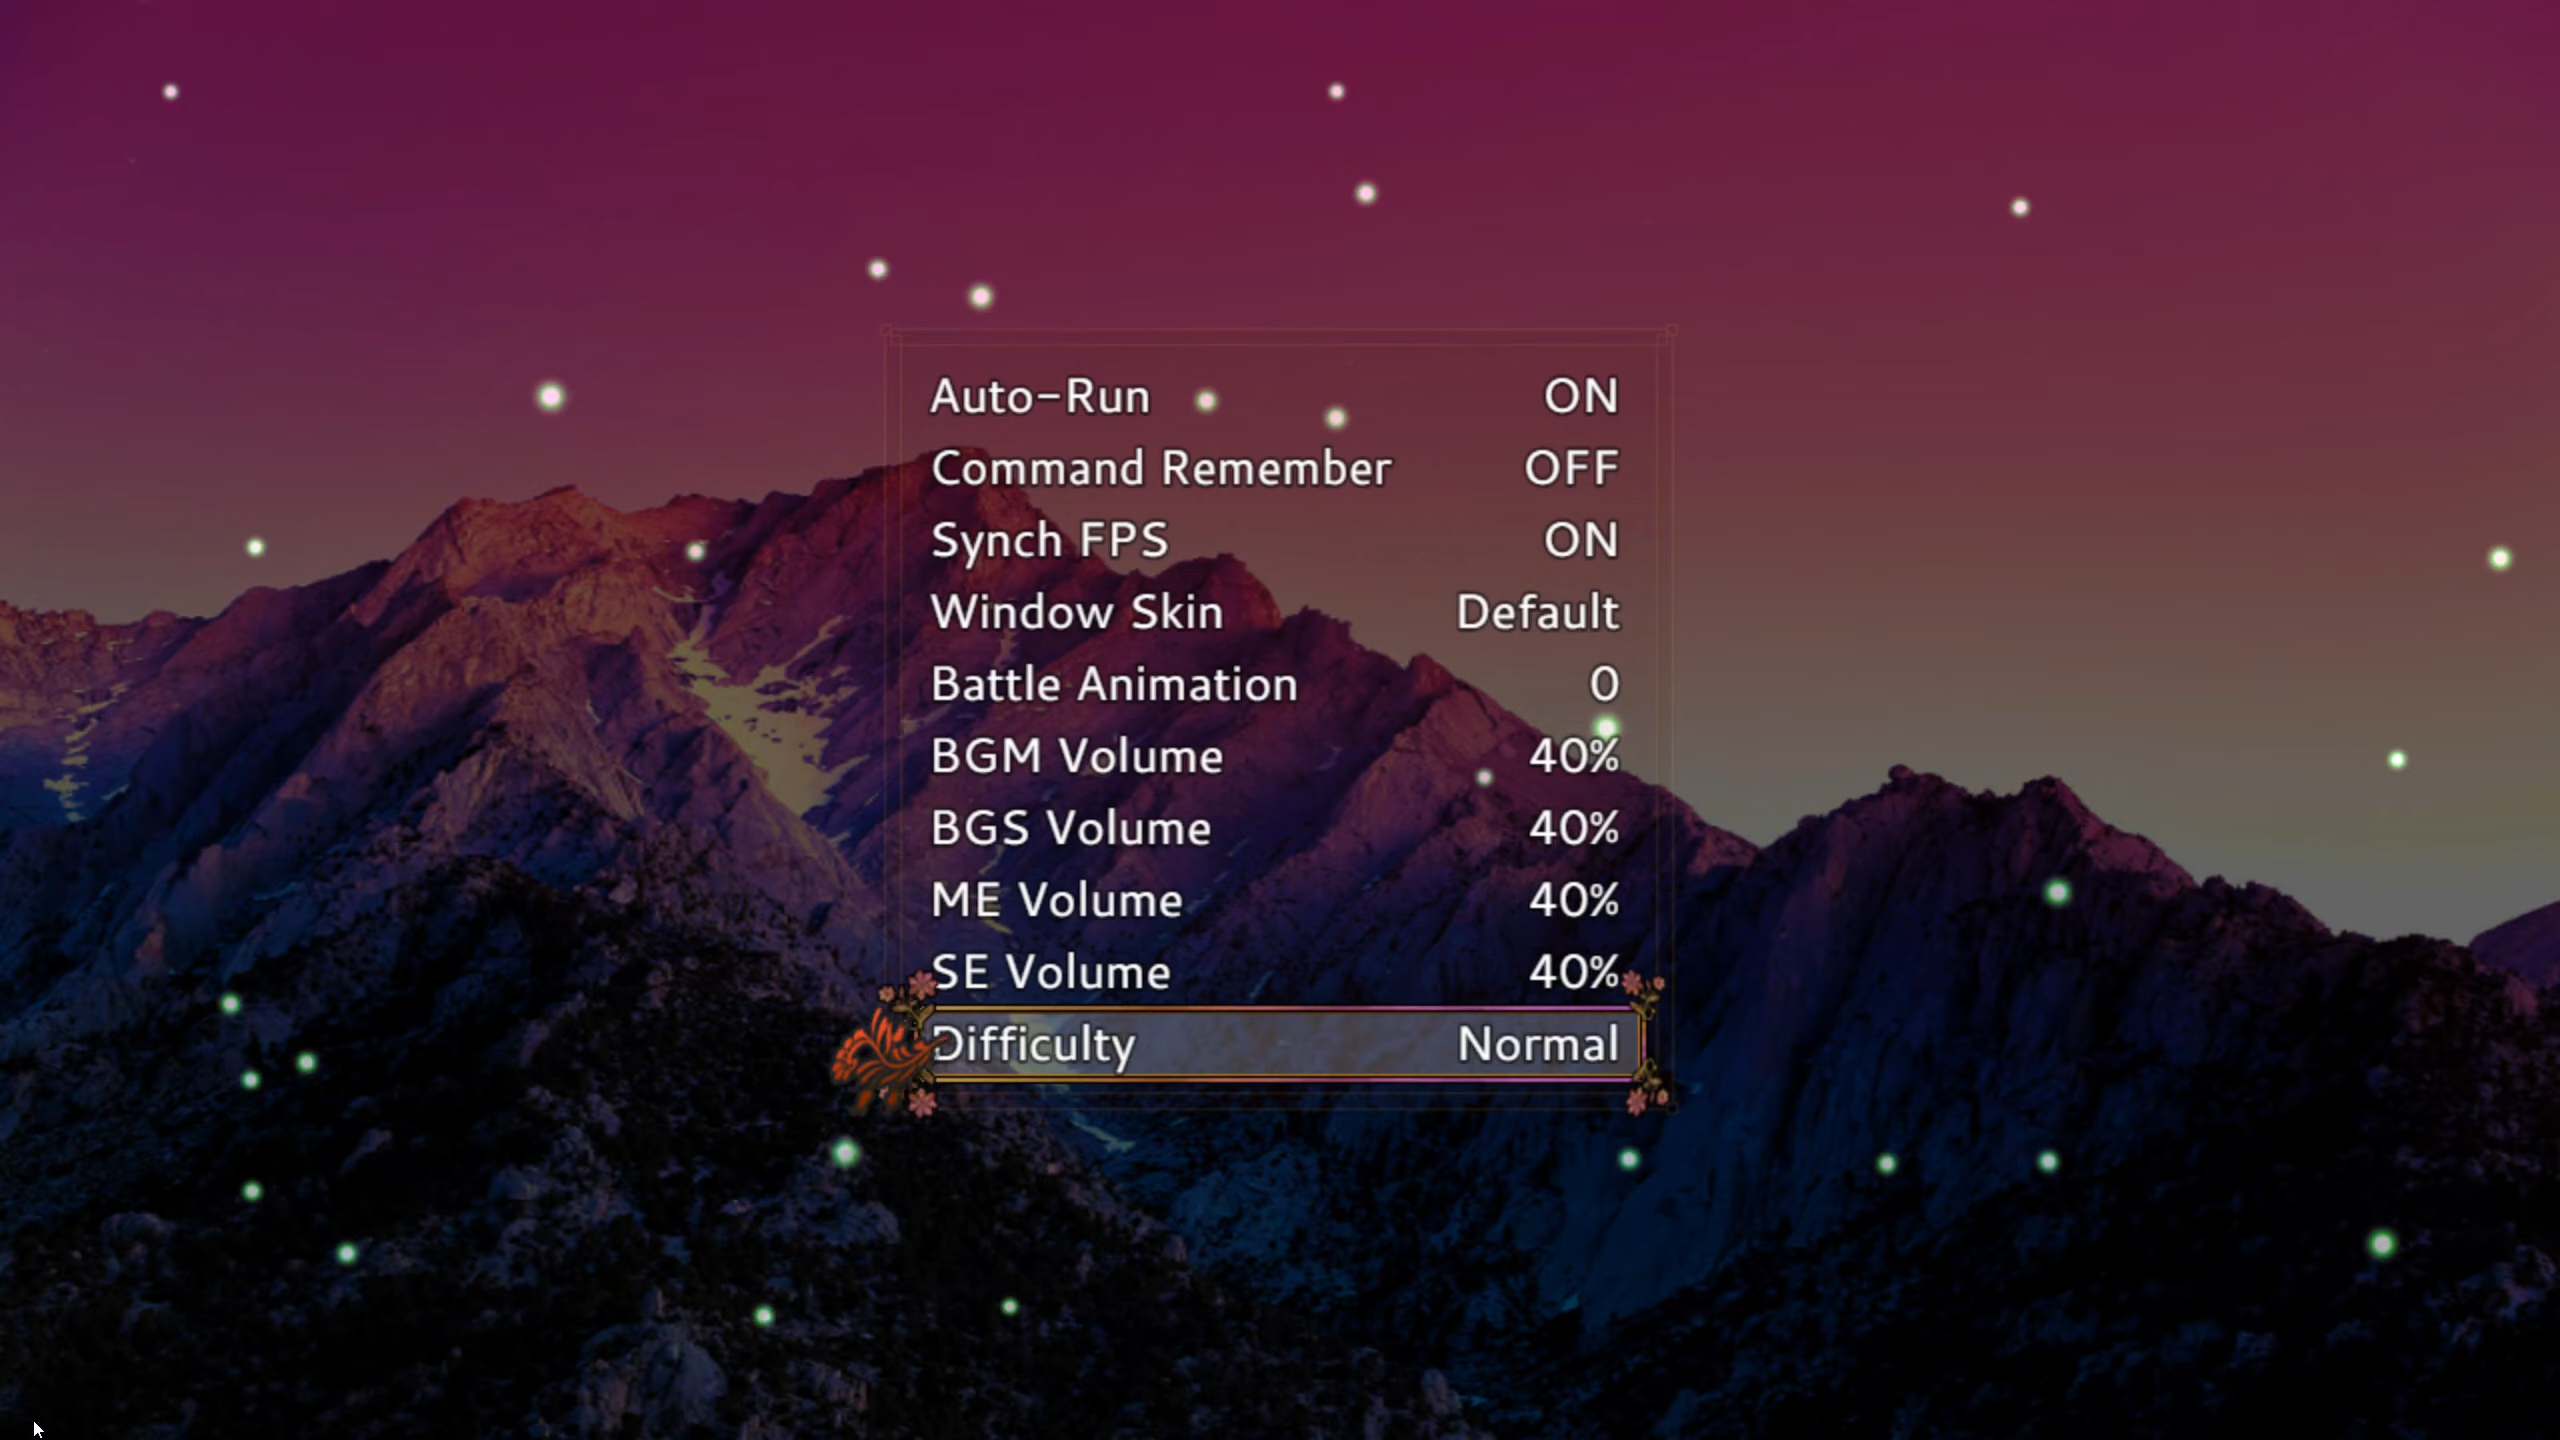 Auto-Run ON
Command Remember OFF
Synch FPS ON
Window Skin Default
Battle Animation 0
BGM Volume 40%
BGS Volume 40%
ME Volume 40%
SE Volume 40%
Difficulty Normal